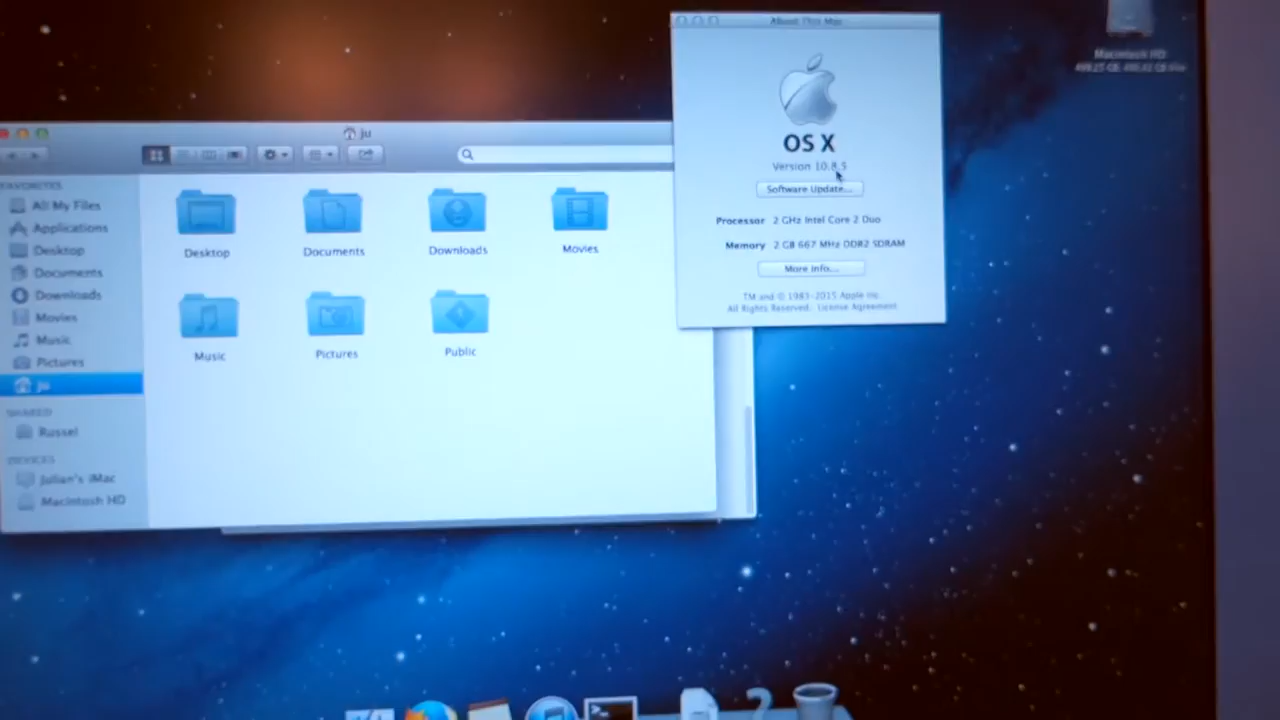 About This Mac
Macintosh HD
ju
OS X
Version 10.8.5
Software Update...
Processor 2 GHz Intel Core 2 Duo
Memory 2 GB 667 MHz DDR2 SDRAM
More Info...
TM and © 1983-2015 Apple Inc.
All Rights Reserved. License Agreement
FAVORITES
All My Files
Applications
Desktop
Documents
Downloads
Movies
Music
Pictures
ju
SHARED
Russel
DEVICES
Julian's iMac
Macintosh HD
Desktop
Documents
Downloads
Movies
Music
Pictures
Public